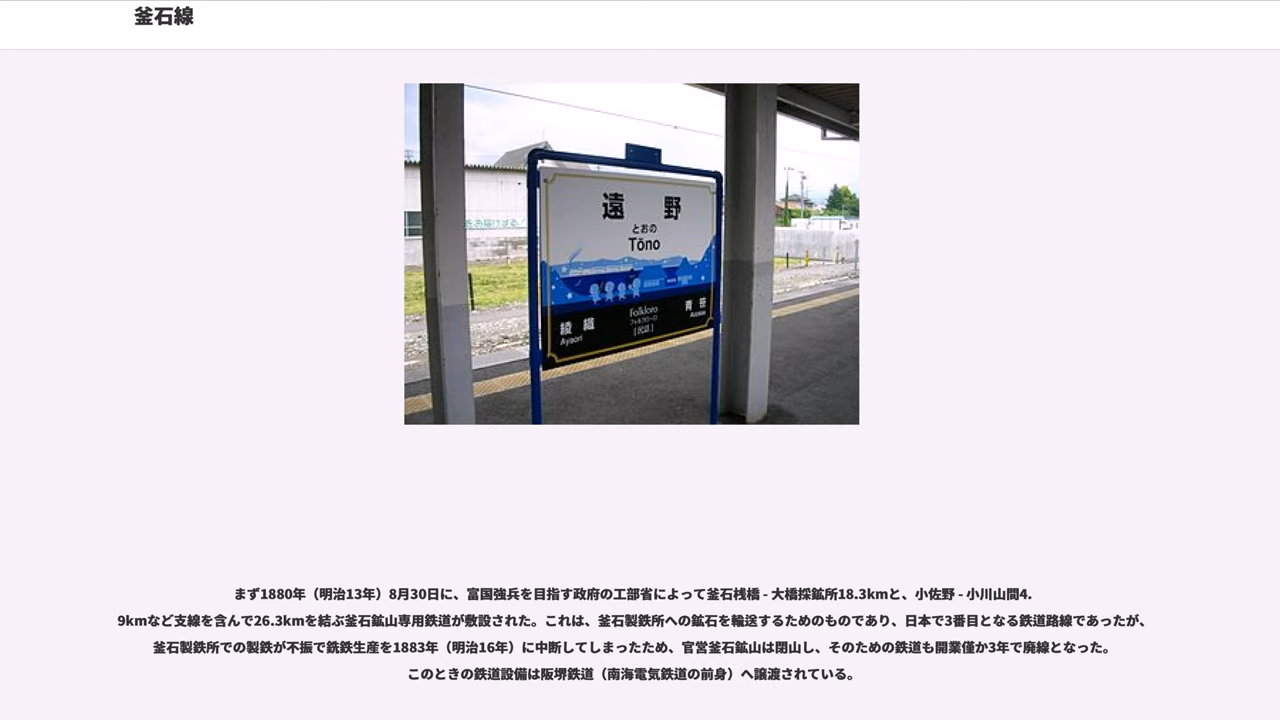 釜石線
をお届けする
遠 野
とおの
Tōno
綾 織
Ayaori
Folkloro
フォルクローロ
［民話］
青 笹
Aozasa
まず1880年（明治13年）8月30日に、富国強兵を目指す政府の工部省によって釜石桟橋 - 大橋採鉱所18.3kmと、小佐野 - 小川山間4.
9kmなど支線を含んで26.3kmを結ぶ釜石鉱山専用鉄道が敷設された。これは、釜石製鉄所への鉱石を輸送するためのものであり、日本で3番目となる鉄道路線であったが、
釜石製鉄所での製鉄が不振で銑鉄生産を1883年（明治16年）に中断してしまったため、官営釜石鉱山は閉山し、そのための鉄道も開業僅か3年で廃線となった。
このときの鉄道設備は阪堺鉄道（南海電気鉄道の前身）へ譲渡されている。